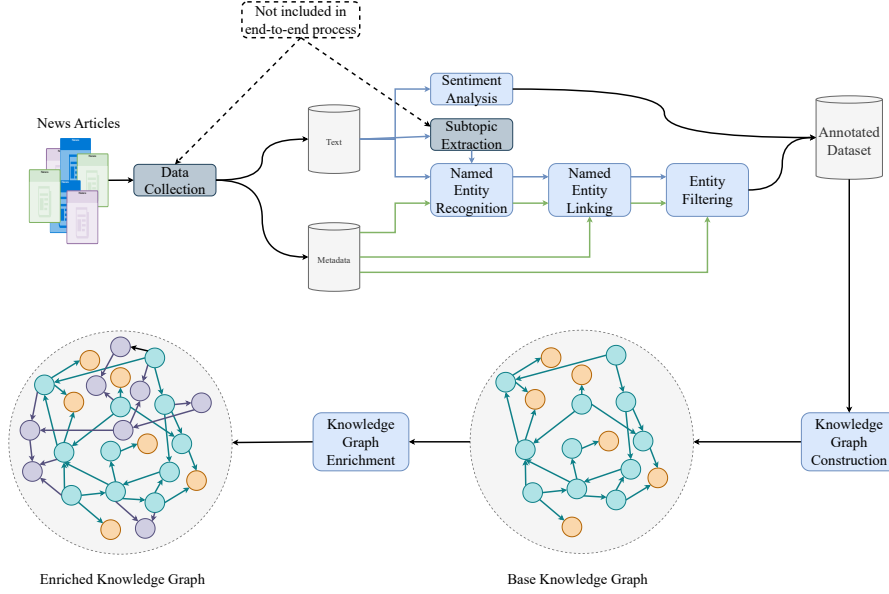 Not included in
end-to-end process
News Articles
Data
Collection
Text
Metadata
Sentiment
Analysis
Subtopic
Extraction
Named
Entity
Recognition
Named
Entity
Linking
Entity
Filtering
Annotated
Dataset
Knowledge
Graph
Enrichment
Knowledge
Graph
Construction
Enriched Knowledge Graph
Base Knowledge Graph